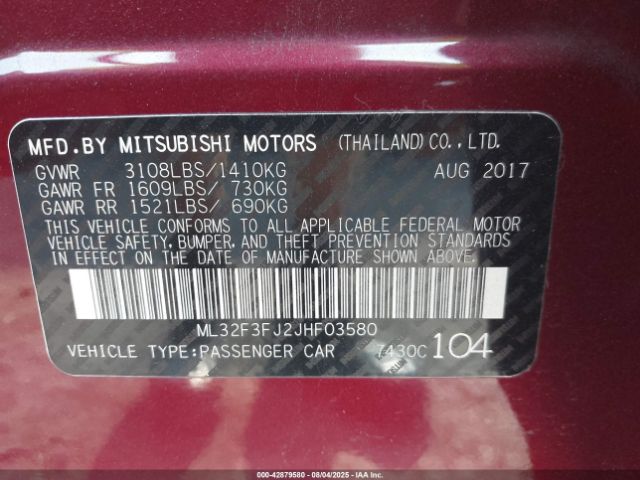 MFD.BY MITSUBISHI MOTORS (THAILAND)CO.,LTD.
GVWR 3108LBS/1410KG AUG 2017
GAWR FR 1609LBS/ 730KG
GAWR RR 1521LBS/ 690KG
THIS VEHICLE CONFORMS TO ALL APPLICABLE FEDERAL MOTOR
VEHICLE SAFETY, BUMPER, AND THEFT PREVENTION STANDARDS
IN EFFECT ON THE DATE OF MANUFACTURE SHOWN ABOVE.
ML32F3FJ2JHF03580
VEHICLE TYPE:PASSENGER CAR 7430C 104
000-42879580 - 08/04/2025 - IAA Inc.